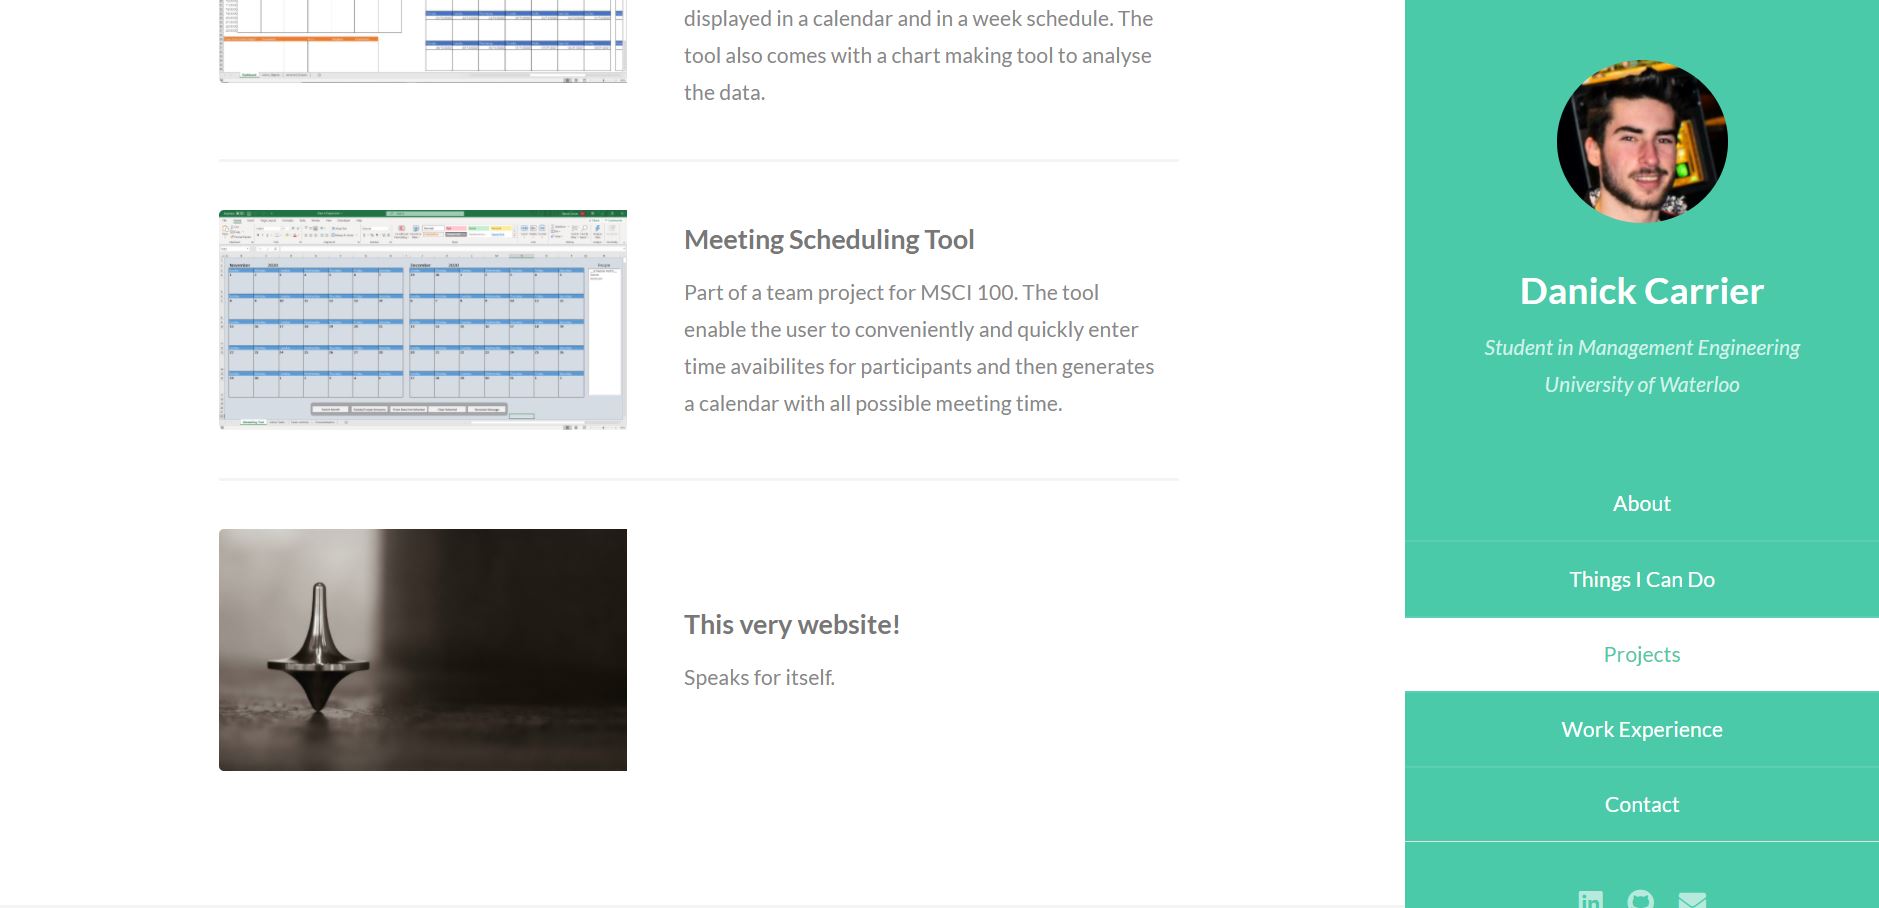 displayed in a calendar and in a week schedule. The
tool also comes with a chart making tool to analyse
the data.
Meeting Scheduling Tool
Part of a team project for MSCI 100. The tool
enable the user to conveniently and quickly enter
time avaibilites for participants and then generates
a calendar with all possible meeting time.
This very website!
Speaks for itself.
Danick Carrier
Student in Management Engineering
University of Waterloo
About
Things I Can Do
Projects
Work Experience
Contact